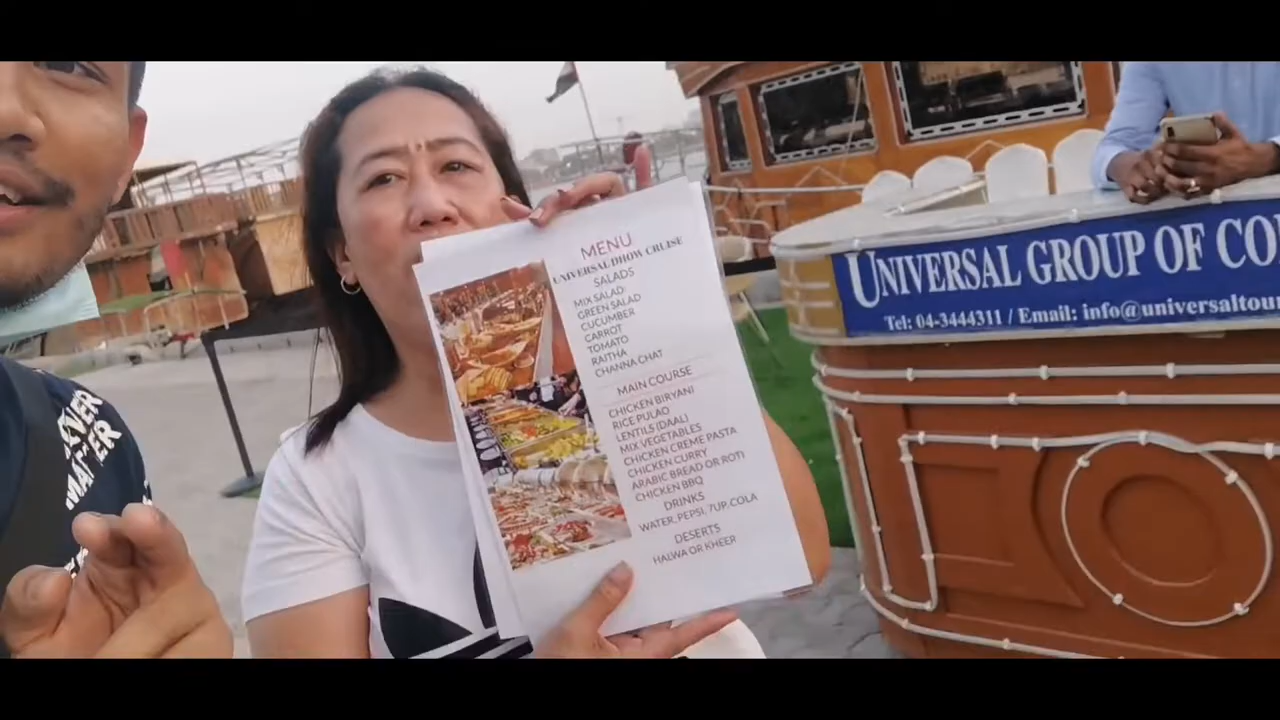 MENU
UNIVERSAL DHOW CRUISE
SALADS
MIX SALAD:
GREEN SALAD
CUCUMBER
CARROT
TOMATO
RAITHA
CHANNA CHAT
MAIN COURSE
CHICKEN BIRYANI
RICE PULAO
LENTILS (DAAL)
MIX VEGETABLES
CHICKEN CREME PASTA
CHICKEN CURRY
ARABIC BREAD OR ROTI
CHICKEN BBQ
DRINKS
WATER, PEPSI, 7UP, COLA
DESERTS
HALWA OR KHEER
UNIVERSAL GROUP OF CO
Tel: 04-3444311 / Email: info@universaltou